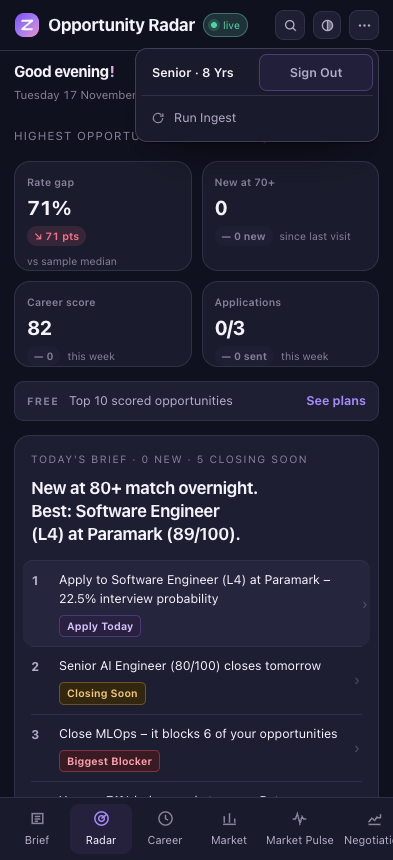 Opportunity Radar
live
Good evening!
Senior · 8 Yrs
Sign Out
Tuesday 17 November
Run Ingest
HIGHEST OPPORTU
Rate gap
71%
↘ 71 pts
vs sample median
New at 70+
0
— 0 new since last visit
Career score
82
— 0 this week
Applications
0/3
— 0 sent this week
FREE Top 10 scored opportunities See plans
TODAY'S BRIEF · 0 NEW · 5 CLOSING SOON
New at 80+ match overnight.
Best: Software Engineer
(L4) at Paramark (89/100).
1 Apply to Software Engineer (L4) at Paramark –
22.5% interview probability
Apply Today
2 Senior AI Engineer (80/100) closes tomorrow
Closing Soon
3 Close MLOps – it blocks 6 of your opportunities
Biggest Blocker
Brief
Radar
Career
Market
Market Pulse
Negotiati